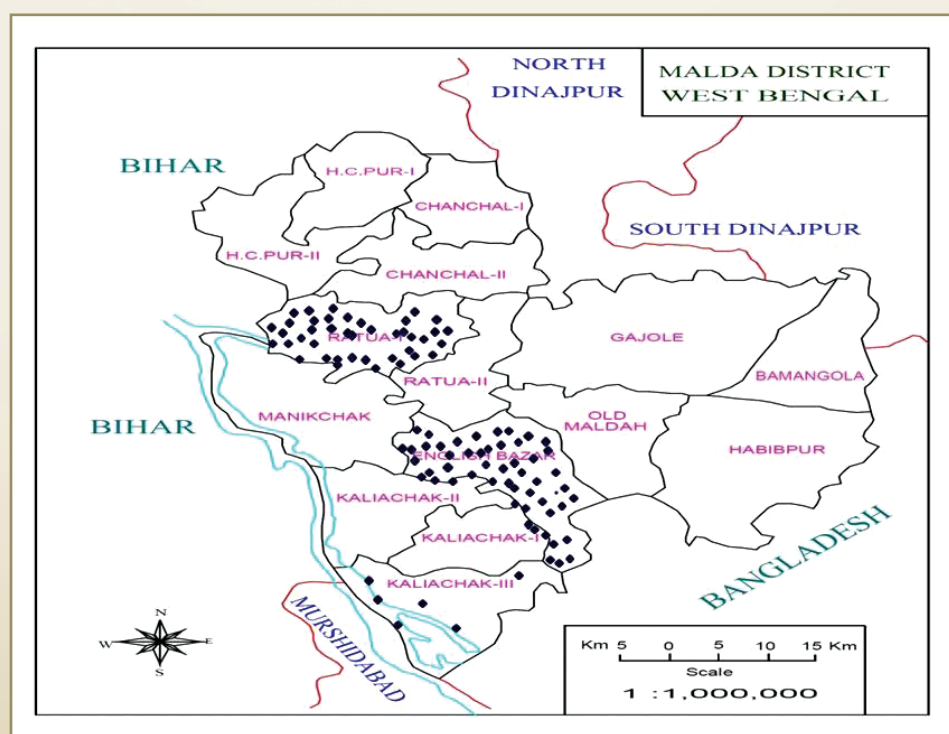 NORTH
DINAJPUR
MALDA DISTRICT
WEST BENGAL
BIHAR
H.C.PUR-I
CHANCHAL-I
SOUTH DINAJPUR
H.C.PUR-II
CHANCHAL-II
RATUA-I
GAJOLE
BAMANGOLA
RATUA-II
MANIKCHAK
OLD
MALDAH
BIHAR
HABIBPUR
ENGLISH BAZAR
KALIACHAK-II
KALIACHAK-I
BANGLADESH
KALIACHAK-III
MURSHIDABAD
N
W E
S
Km 5 0 5 10 15 Km
Scale
1 :1,000,000